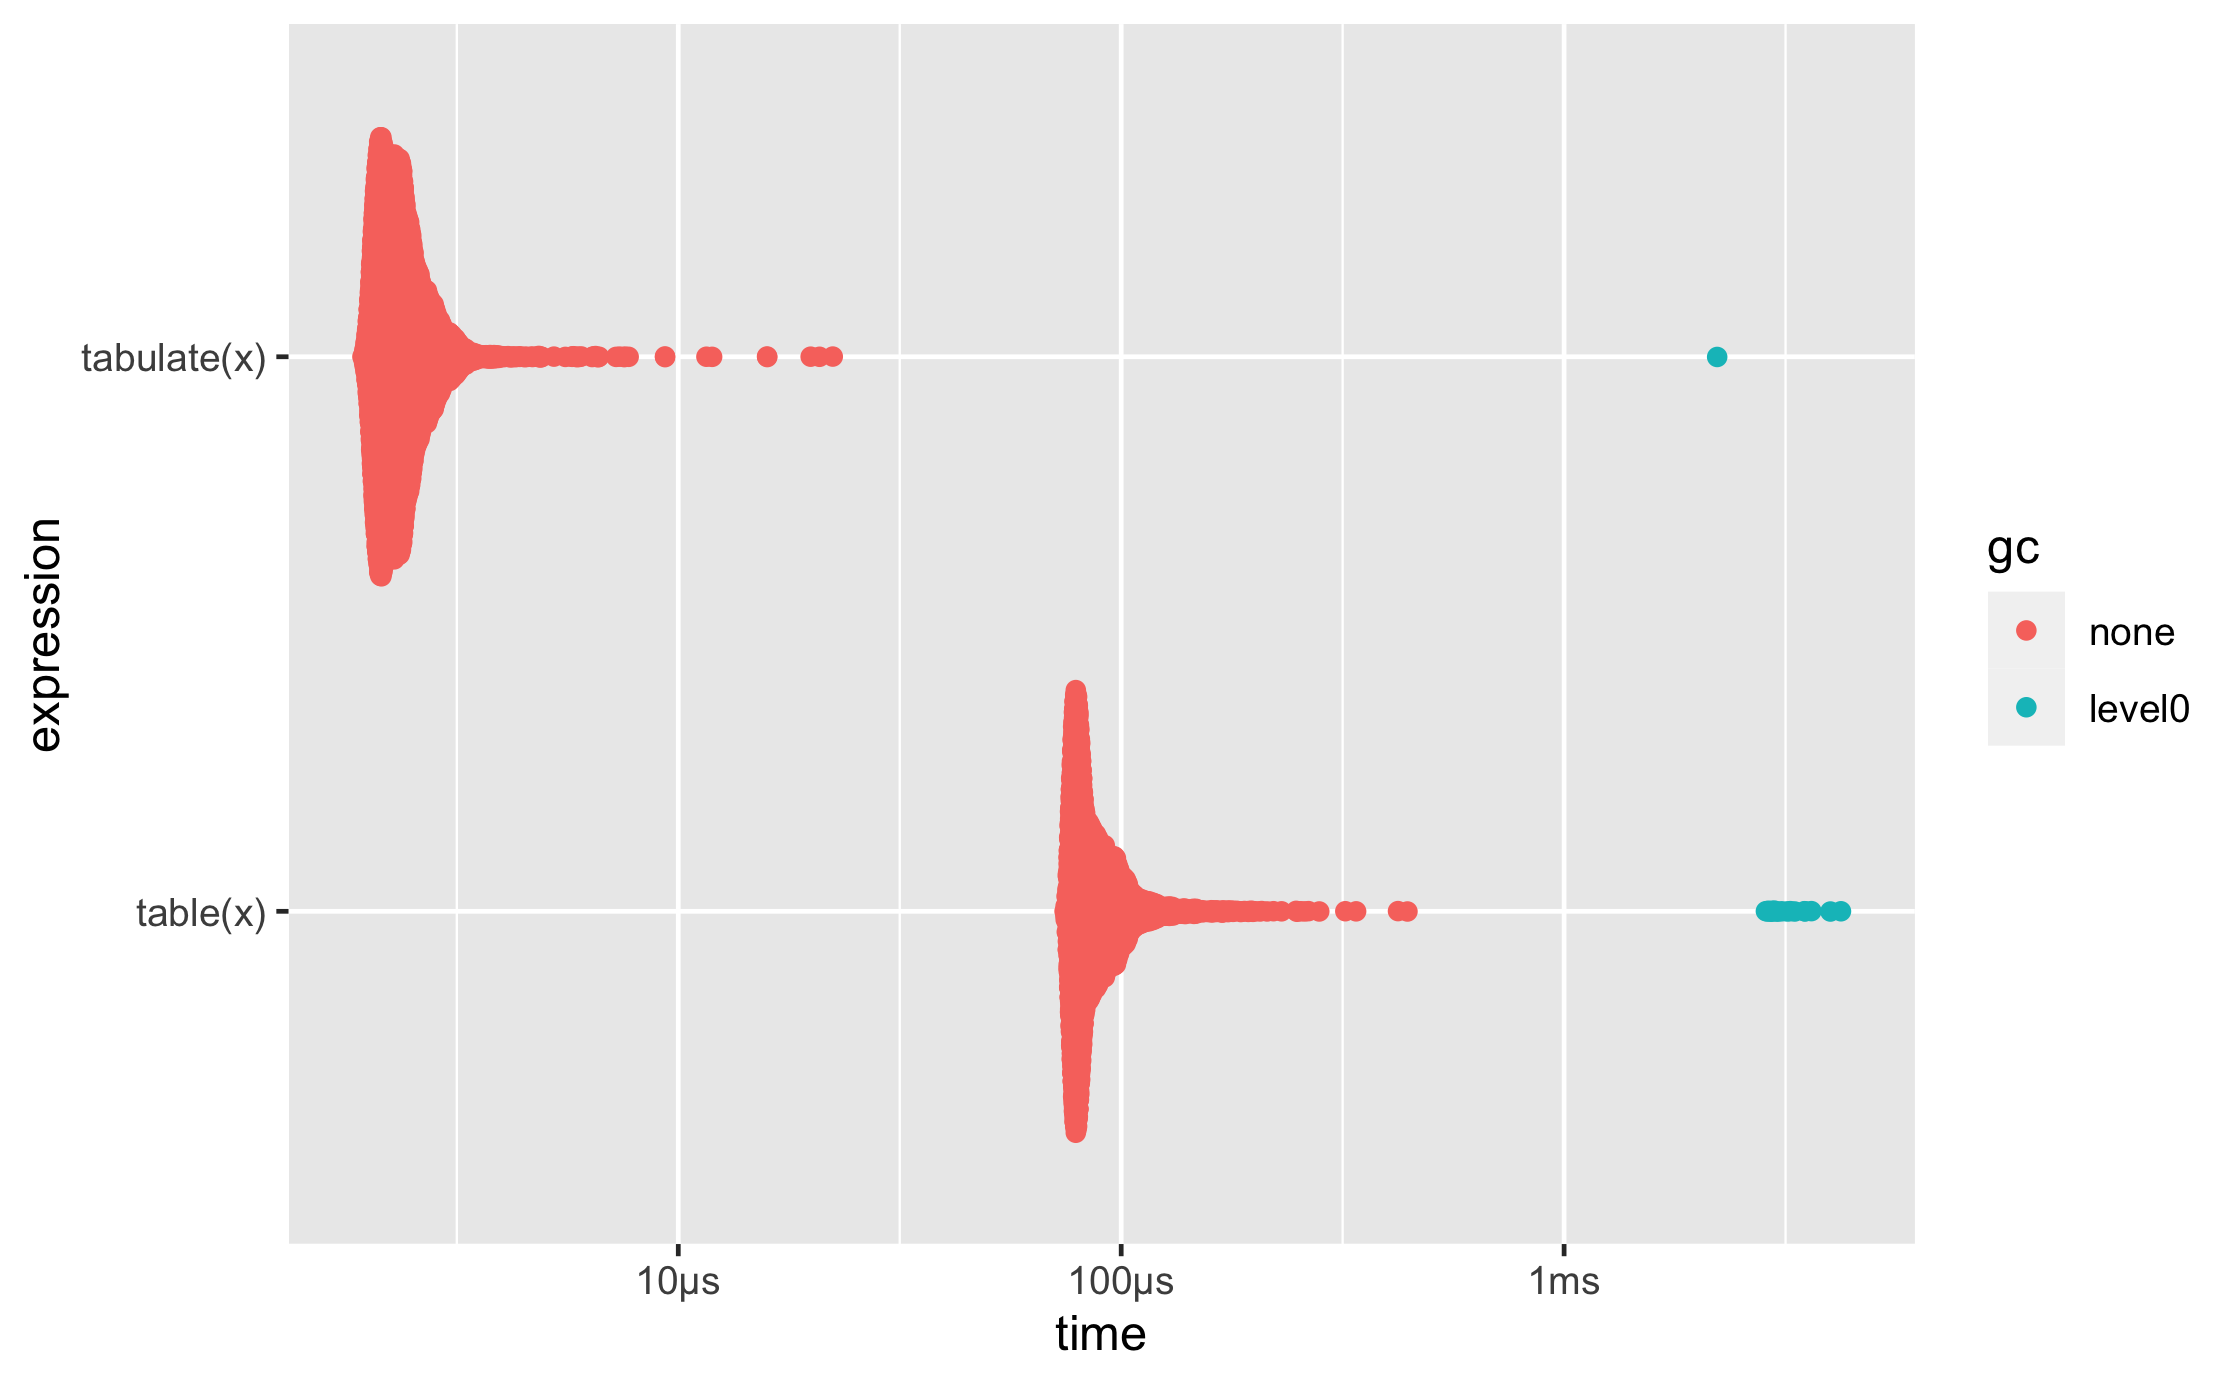 expression
tabulate(x)
table(x)
10µs
100µs
1ms
time
gc
none
level0